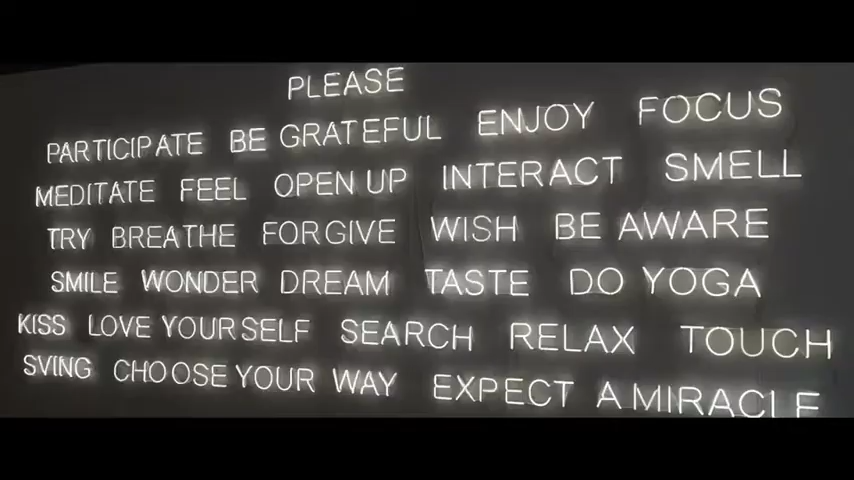 PLEASE
PARTICIPATE BE GRATEFUL ENJOY FOCUS
MEDITATE FEEL OPEN UP INTERACT SMELL
TRY BREATHE FORGIVE WISH BE AWARE
SMILE WONDER DREAM TASTE DO YOGA
KISS LOVE YOURSELF SEARCH RELAX TOUCH
SVING CHOOSE YOUR WAY EXPECT A MIRACLE